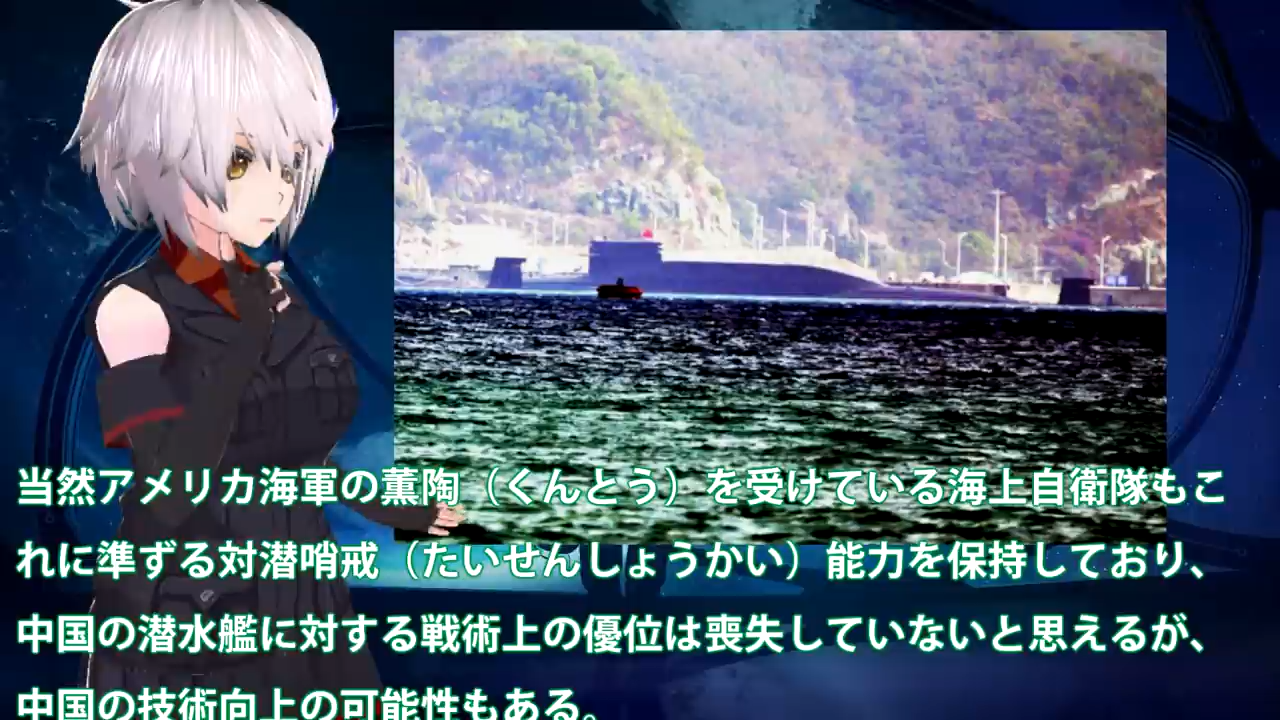 当然アメリカ海軍の薫陶（くんとう）を受けている海上自衛隊もこ
れに準ずる対潜哨戒（たいせんしょうかい）能力を保持しており、
中国の潜水艦に対する戦術上の優位は喪失していないと思えるが、
中国の技術向上の可能性もある。